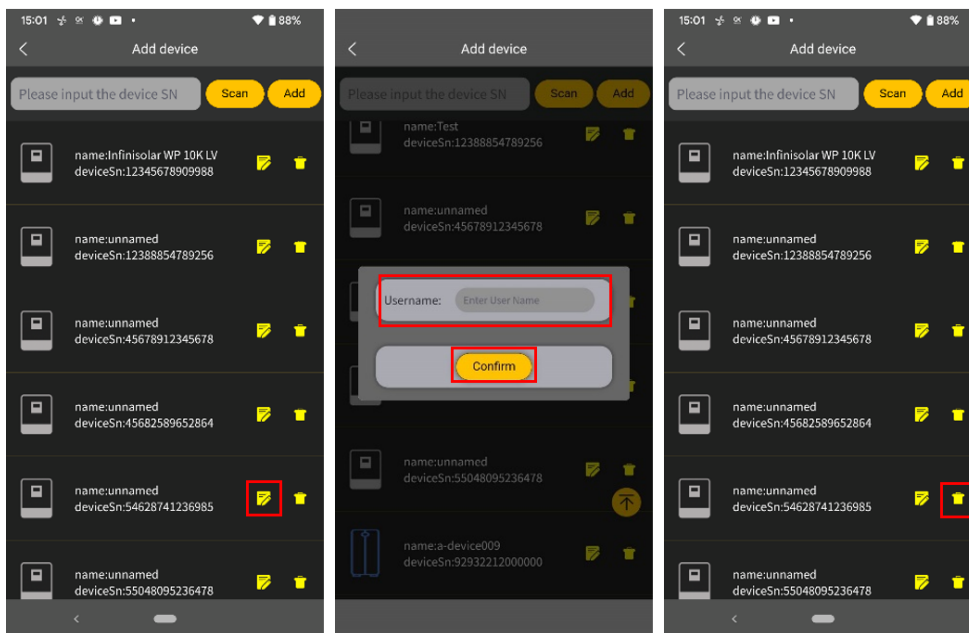 15:01
88%
Add device
Please input the device SN
Scan
Add
name:Infinisolar WP 10K LV
deviceSn:12345678909988
name:unnamed
deviceSn:12388854789256
name:unnamed
deviceSn:45678912345678
name:unnamed
deviceSn:45682589652864
name:unnamed
deviceSn:54628741236985
name:unnamed
deviceSn:55048095236478
Add device
Please input the device SN
Scan
Add
name:Test
deviceSn:12388854789256
name:unnamed
deviceSn:45678912345678
Username:
Enter User Name
Confirm
name:unnamed
deviceSn:55048095236478
name:a-device009
deviceSn:92932212000000
15:01
88%
Add device
Please input the device SN
Scan
Add
name:Infinisolar WP 10K LV
deviceSn:12345678909988
name:unnamed
deviceSn:12388854789256
name:unnamed
deviceSn:45678912345678
name:unnamed
deviceSn:45682589652864
name:unnamed
deviceSn:54628741236985
name:unnamed
deviceSn:55048095236478